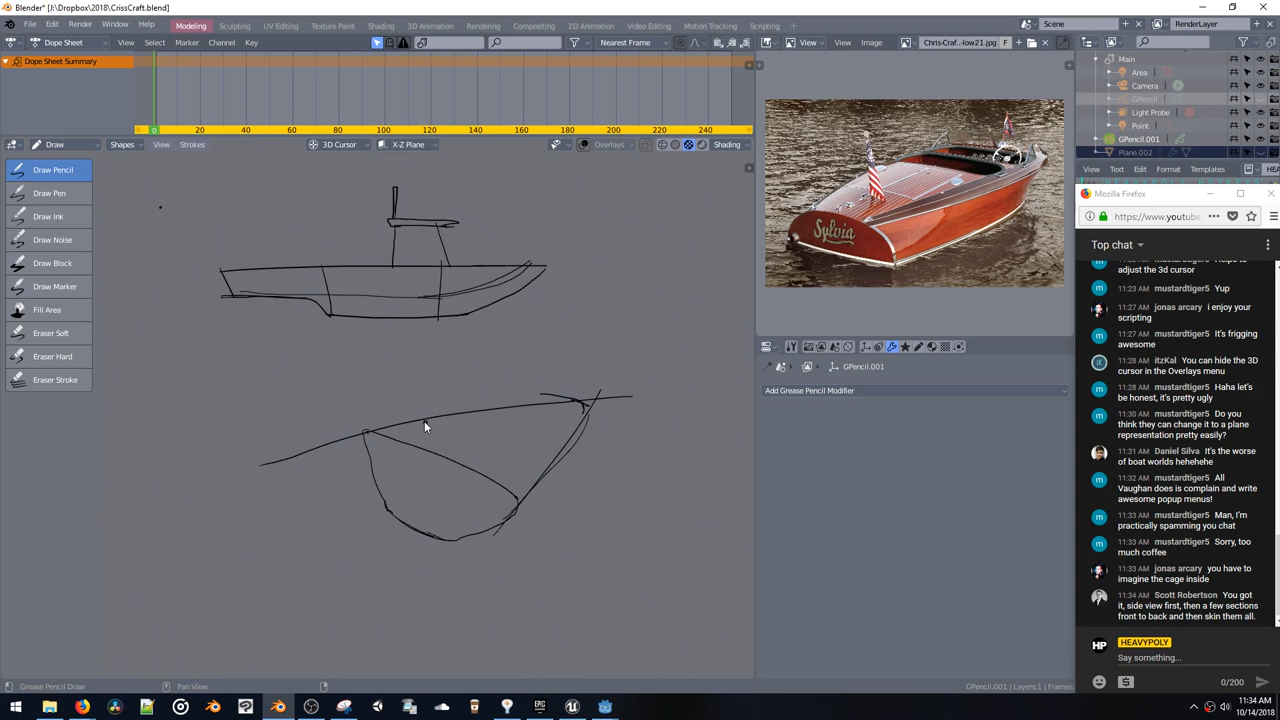 Blender* [J:\Dropbox\CrissCraft.blend]
File Edit Render Window Help Modeling Sculpting UV Editing Texture Paint Shading 3D Animation Rendering Compositing 2D Animation Video Editing Motion Tracking Scripting Scene RenderLayer
Dope Sheet View Select Marker Channel Key Nearest Frame View Image Chris-Craf..-low21.jpg F
Dope Sheet Summary
Main
Area
Camera
GPencil
Light Probe
Point
GPencil.001
Plane.002
0 20 40 60 80 100 120 140 160 180 200 220 240
Draw Shapes View Strokes 3D Cursor X-Z Plane Overlays Shading
View Text Edit Format Templates
Draw Pencil
Draw Pen
Draw Ink
Draw Noise
Draw Block
Draw Marker
Fill Area
Eraser Soft
Eraser Hard
Eraser Stroke
Sylvia
GPencil.001
Add Grease Pencil Modifier
Mozilla Firefox
https://www.youtube
Top chat
adjust the 3d cursor
11:23 AM mustardtiger5 Yup
11:27 AM jonas arcary i enjoy your
scripting
11:27 AM mustardtiger5 It's frigging
awesome
11:28 AM itzKal You can hide the 3D
cursor in the Overlays menu
11:28 AM mustardtiger5 Haha let's
be honest, it's pretty ugly
11:30 AM mustardtiger5 Do you
think they can change it to a plane
representation pretty easily?
11:31 AM Daniel Silva It's the worse
of boat worlds hehehehe
11:32 AM mustardtiger5 All
Vaughan does is complain and write
awesome popup menus!
11:33 AM mustardtiger5 Man, I'm
practically spamming you chat
11:33 AM mustardtiger5 Sorry, too
much coffee
11:33 AM jonas arcary you have to
imagine the cage inside
11:34 AM Scott Robertson You got
it, side view first, then a few sections
front to back and then skin them all.
HP HEAVYPOLY
Say something...
0/200
Grease Pencil Draw Pan View GPencil.001 | Layers:1 | Frames:
11:34 AM
10/14/2018